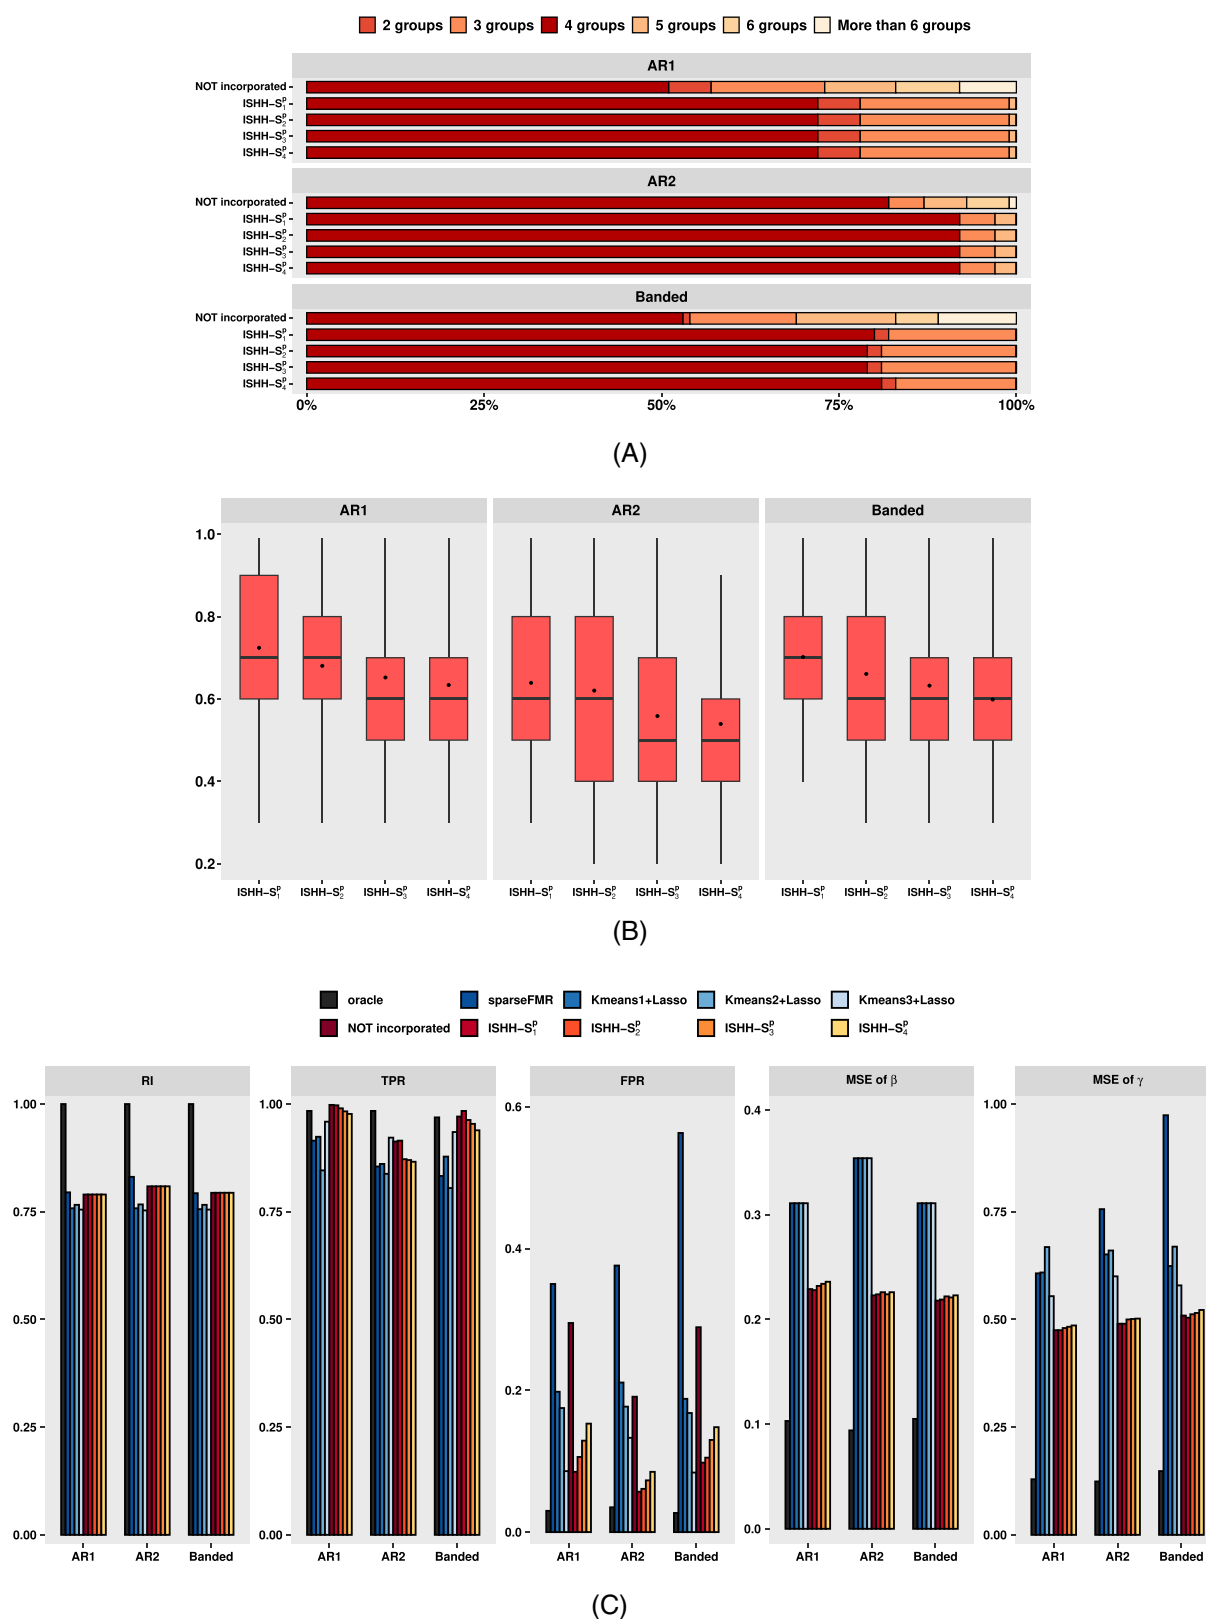 2 groups 3 groups 4 groups 5 groups 6 groups More than 6 groups
AR1
NOT incorporated
ISHH−S₁ᵖ
ISHH−S₂ᵖ
ISHH−S₃ᵖ
ISHH−S₄ᵖ
AR2
NOT incorporated
ISHH−S₁ᵖ
ISHH−S₂ᵖ
ISHH−S₃ᵖ
ISHH−S₄ᵖ
Banded
NOT incorporated
ISHH−S₁ᵖ
ISHH−S₂ᵖ
ISHH−S₃ᵖ
ISHH−S₄ᵖ
0% 25% 50% 75% 100%
(A)
AR1 AR2 Banded
1.0
0.8
0.6
0.4
0.2
ISHH−S₁ᵖ ISHH−S₂ᵖ ISHH−S₃ᵖ ISHH−S₄ᵖ ISHH−S₁ᵖ ISHH−S₂ᵖ ISHH−S₃ᵖ ISHH−S₄ᵖ ISHH−S₁ᵖ ISHH−S₂ᵖ ISHH−S₃ᵖ ISHH−S₄ᵖ
(B)
oracle sparseFMR Kmeans1+Lasso Kmeans2+Lasso Kmeans3+Lasso
NOT incorporated ISHH−S₁ᵖ ISHH−S₂ᵖ ISHH−S₃ᵖ ISHH−S₄ᵖ
RI
1.00
0.75
0.50
0.25
0.00
AR1 AR2 Banded
TPR
1.00
0.75
0.50
0.25
0.00
AR1 AR2 Banded
FPR
0.6
0.4
0.2
0.0
AR1 AR2 Banded
MSE of β
0.4
0.3
0.2
0.1
0.0
AR1 AR2 Banded
MSE of γ
1.00
0.75
0.50
0.25
0.00
AR1 AR2 Banded
(C)